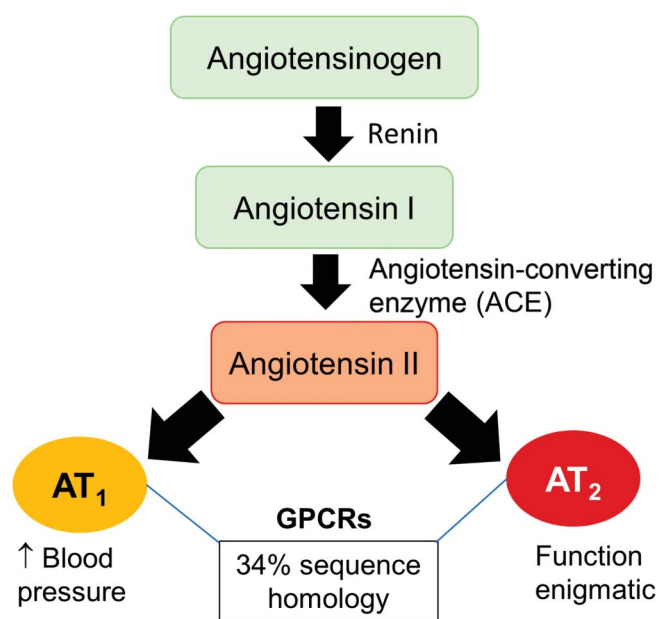 Angiotensinogen
Renin
Angiotensin I
Angiotensin-converting
enzyme (ACE)
Angiotensin II
AT₁
↑ Blood
pressure
GPCRs
34% sequence
homology
AT₂
Function
enigmatic